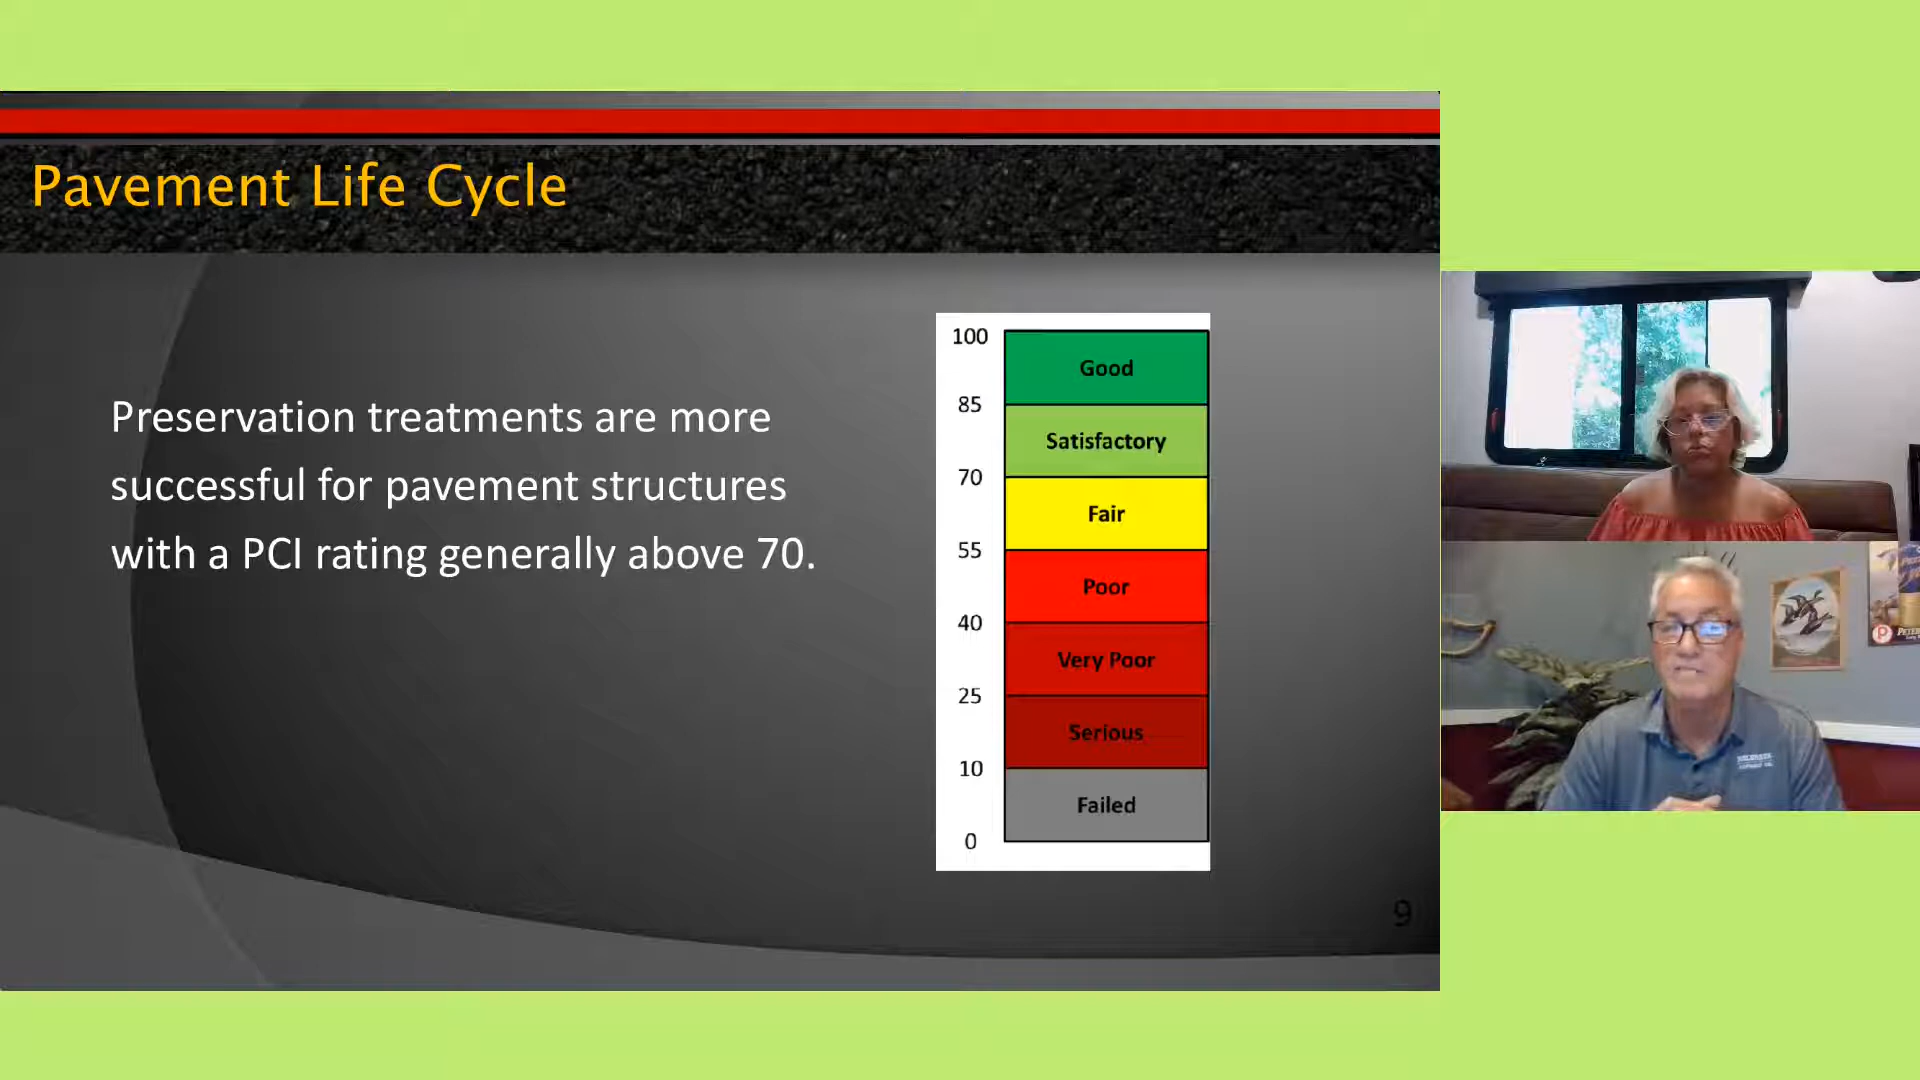 Pavement Life Cycle
Preservation treatments are more
successful for pavement structures
with a PCI rating generally above 70.
100
Good
85
Satisfactory
70
Fair
55
Poor
40
Very Poor
25
Serious
10
Failed
0
9